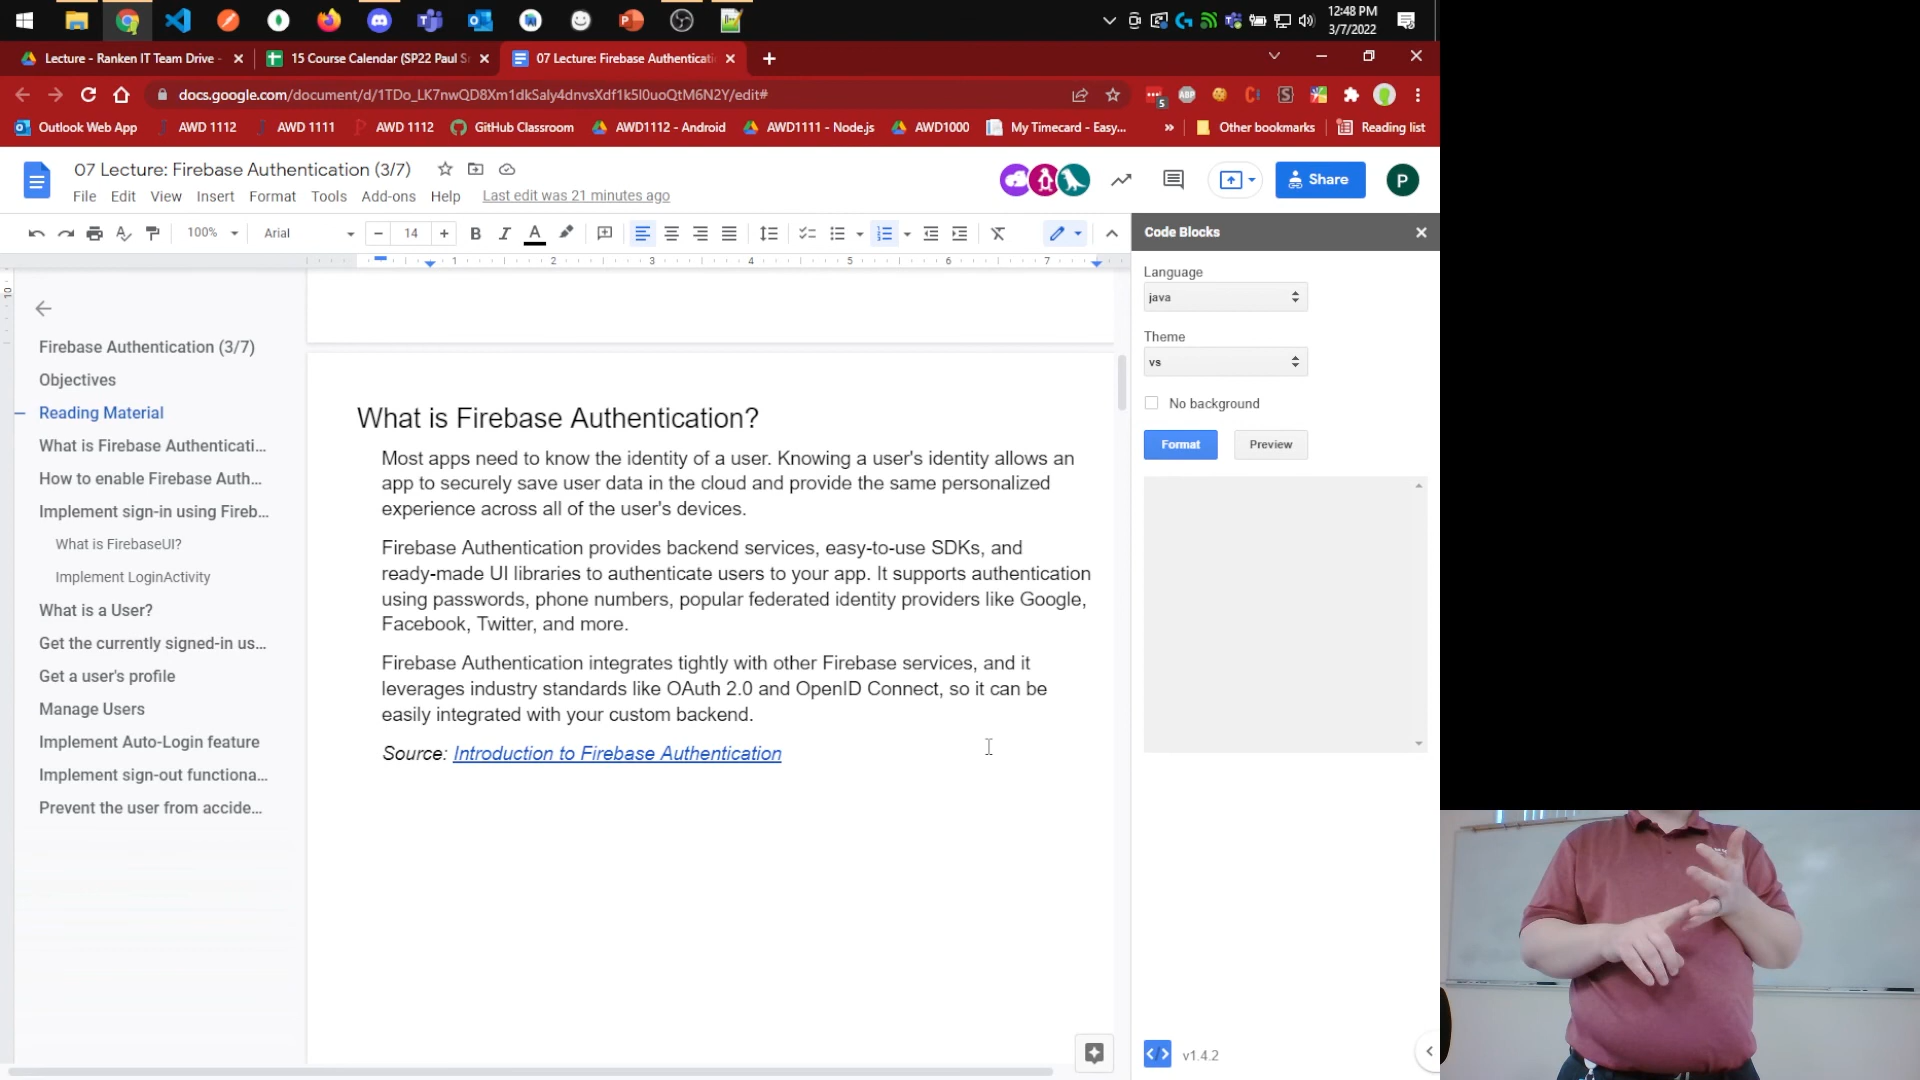 12:48 PM
3/7/2022
Lecture - Ranken IT Team Drive -
15 Course Calendar (SP22 Paul S
07 Lecture: Firebase Authenticati
docs.google.com/document/d/1TDo_LK7nwQD8Xm1dkSaly4dnvsXdf1k5l0uoQtM6N2Y/edit#
5
ABP
Outlook Web App
AWD 1112
AWD 1111
AWD 1112
GitHub Classroom
AWD1112 - Android
AWD1111 - Node.js
AWD1000
My Timecard - Easy...
»
Other bookmarks
Reading list
07 Lecture: Firebase Authentication (3/7)
File Edit View Insert Format Tools Add-ons Help Last edit was 21 minutes ago
Share
P
100%
Arial
14
B I A
1 2 3 4 5 6 7
10
Firebase Authentication (3/7)
Objectives
Reading Material
What is Firebase Authenticati...
How to enable Firebase Auth...
Implement sign-in using Fireb...
What is FirebaseUI?
Implement LoginActivity
What is a User?
Get the currently signed-in us...
Get a user's profile
Manage Users
Implement Auto-Login feature
Implement sign-out functiona...
Prevent the user from accide...
What is Firebase Authentication?
Most apps need to know the identity of a user. Knowing a user's identity allows an
app to securely save user data in the cloud and provide the same personalized
experience across all of the user's devices.
Firebase Authentication provides backend services, easy-to-use SDKs, and
ready-made UI libraries to authenticate users to your app. It supports authentication
using passwords, phone numbers, popular federated identity providers like Google,
Facebook, Twitter, and more.
Firebase Authentication integrates tightly with other Firebase services, and it
leverages industry standards like OAuth 2.0 and OpenID Connect, so it can be
easily integrated with your custom backend.
Source: Introduction to Firebase Authentication
Code Blocks
Language
java
Theme
vs
No background
Format
Preview
v1.4.2